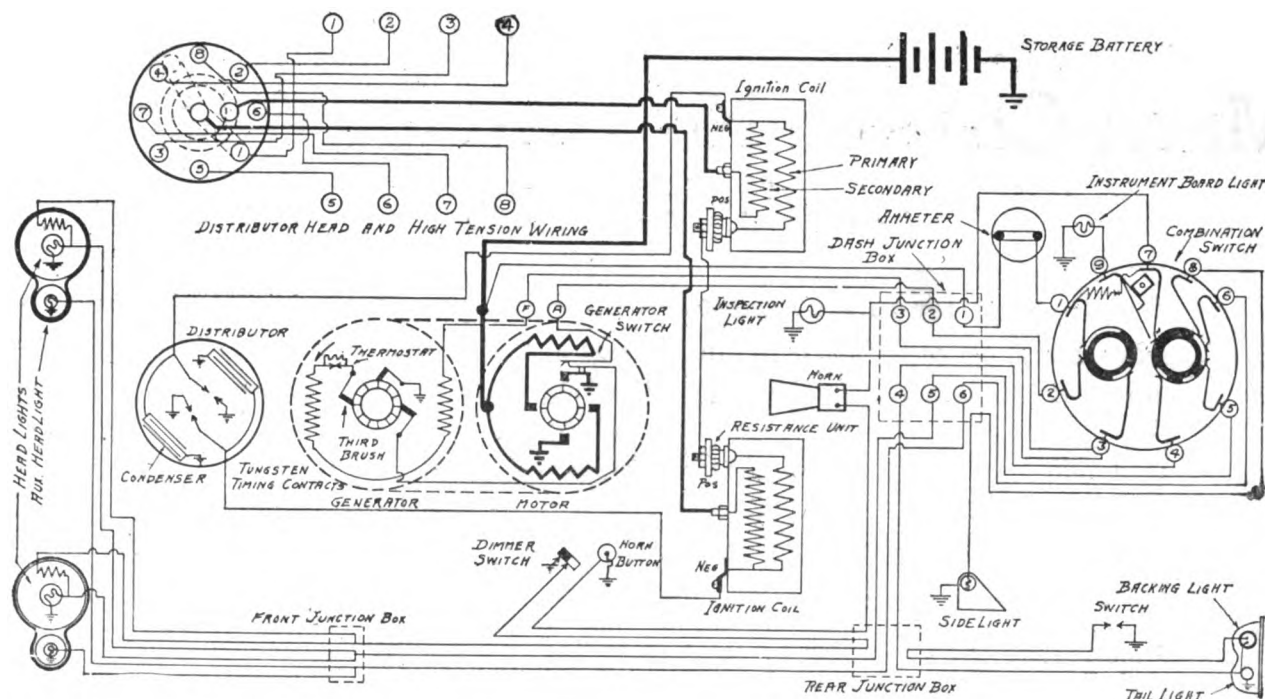 1 2 3 4
STORAGE BATTERY
8
4 2
7 1 6
3 1
5
5 6 7 8
DISTRIBUTOR HEAD AND HIGH TENSION WIRING
Ignition Coil
NEG
PRIMARY
SECONDARY
POS
INSTRUMENT BOARD LIGHT
AMMETER
COMBINATION
SWITCH
DASH JUNCTION
BOX
9 7 8
1 6
2 5
3 4
3 2 1
4 5 6
HEAD LIGHTS
AUX. HEADLIGHT
DISTRIBUTOR
CONDENSER
F A
GENERATOR
SWITCH
THERMOSTAT
THIRD
BRUSH
TUNGSTEN
TIMING CONTACTS
GENERATOR
MOTOR
INSPECTION
LIGHT
HORN
RESISTANCE UNIT
POS
NEG
IGNITION COIL
DIMMER
SWITCH
HORN
BUTTON
SIDE LIGHT
BACKING LIGHT
SWITCH
FRONT JUNCTION BOX
REAR JUNCTION BOX
TAIL LIGHT